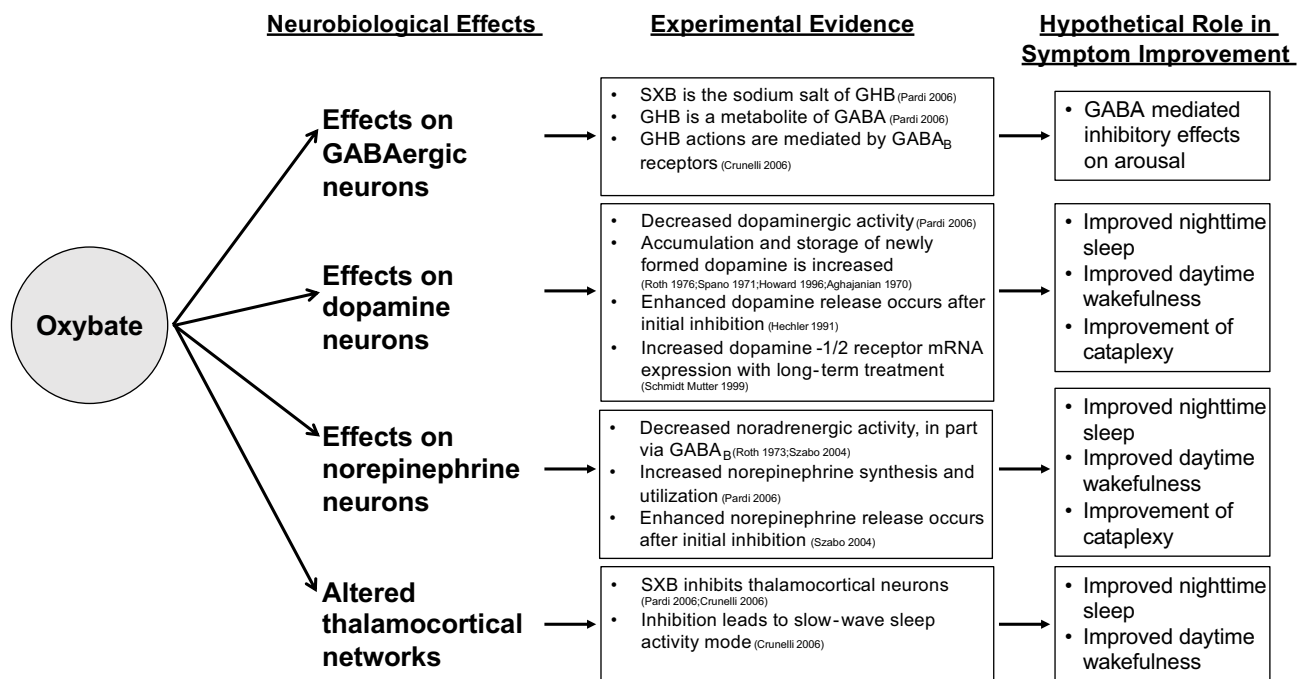 Neurobiological Effects
Experimental Evidence
Hypothetical Role in
Symptom Improvement
Oxybate
Effects on
GABAergic
neurons
• SXB is the sodium salt of GHB (Pardi 2006)
• GHB is a metabolite of GABA (Pardi 2006)
• GHB actions are mediated by GABAB
receptors (Crunelli 2006)
• GABA mediated
inhibitory effects
on arousal
Effects on
dopamine
neurons
• Decreased dopaminergic activity (Pardi 2006)
• Accumulation and storage of newly
formed dopamine is increased
(Roth 1976;Spano 1971;Howard 1996;Aghajanian 1970)
• Enhanced dopamine release occurs after
initial inhibition (Hechler 1991)
• Increased dopamine -1/2 receptor mRNA
expression with long-term treatment
(Schmidt Mutter 1999)
• Improved nighttime
sleep
• Improved daytime
wakefulness
• Improvement of
cataplexy
Effects on
norepinephrine
neurons
• Decreased noradrenergic activity, in part
via GABAB (Roth 1973;Szabo 2004)
• Increased norepinephrine synthesis and
utilization (Pardi 2006)
• Enhanced norepinephrine release occurs
after initial inhibition (Szabo 2004)
• Improved nighttime
sleep
• Improved daytime
wakefulness
• Improvement of
cataplexy
Altered
thalamocortical
networks
• SXB inhibits thalamocortical neurons
(Pardi 2006;Crunelli 2006)
• Inhibition leads to slow-wave sleep
activity mode (Crunelli 2006)
• Improved nighttime
sleep
• Improved daytime
wakefulness